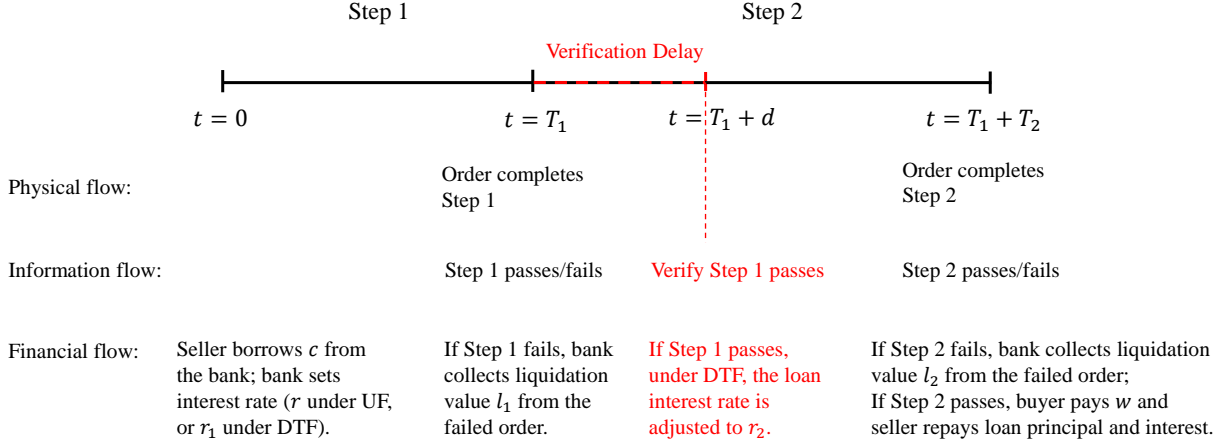 Step 1
Step 2
Verification Delay
t = 0
t = T₁
t = T₁ + d
t = T₁ + T₂
Physical flow:
Order completes
Step 1
Order completes
Step 2
Information flow:
Step 1 passes/fails
Verify Step 1 passes
Step 2 passes/fails
Financial flow:
Seller borrows c from
the bank; bank sets
interest rate (r under UF,
or r₁ under DTF).
If Step 1 fails, bank
collects liquidation
value l₁ from the
failed order.
If Step 1 passes,
under DTF, the loan
interest rate is
adjusted to r₂.
If Step 2 fails, bank collects liquidation
value l₂ from the failed order;
If Step 2 passes, buyer pays w and
seller repays loan principal and interest.